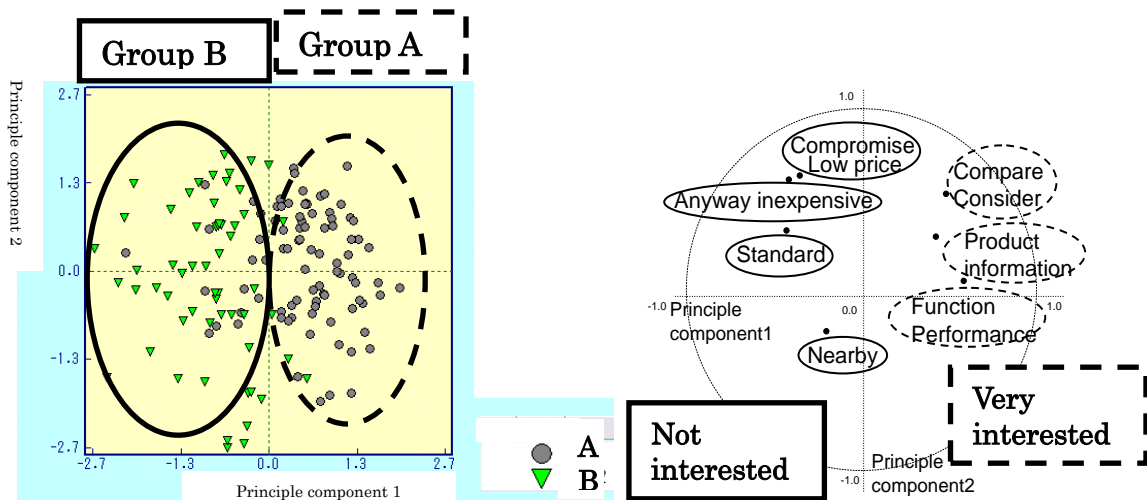 Group B
Group A
Principle component 2
2.7
1.3
0.0
-1.3
-2.7
-2.7
-1.3
0.0
1.3
2.7
Principle component 1
A
B
1.0
Compromise
Low price
Compare
Consider
Anyway inexpensive
Standard
Product
information
-1.0
Principle
component1
0.0
Function
Performance
1.0
Nearby
Not
interested
Very
interested
Principle
component2
-1.0